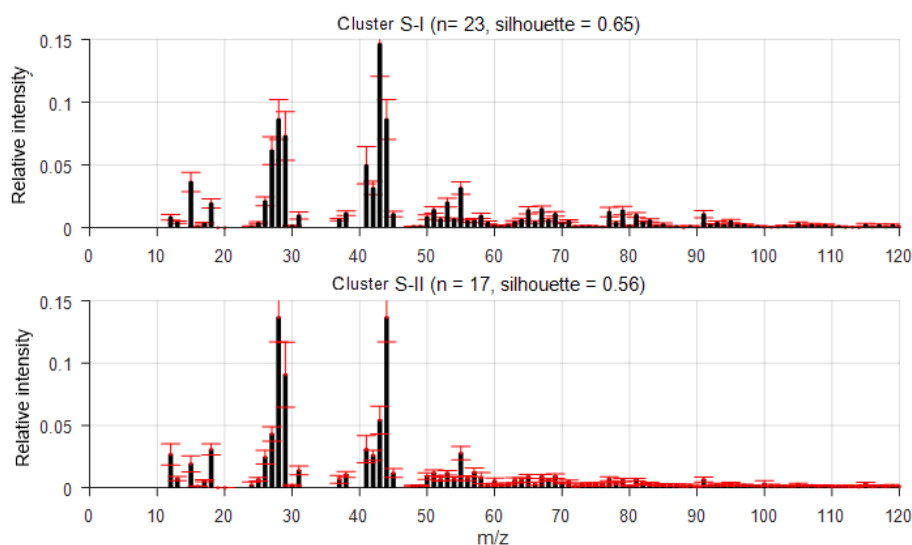 Cluster S-I (n= 23, silhouette = 0.65)
0.15
0.1
0.05
0
Relative intensity
0 10 20 30 40 50 60 70 80 90 100 110 120
Cluster S-II (n = 17, silhouette = 0.56)
0.15
0.1
0.05
0
Relative intensity
0 10 20 30 40 50 60 70 80 90 100 110 120
m/z